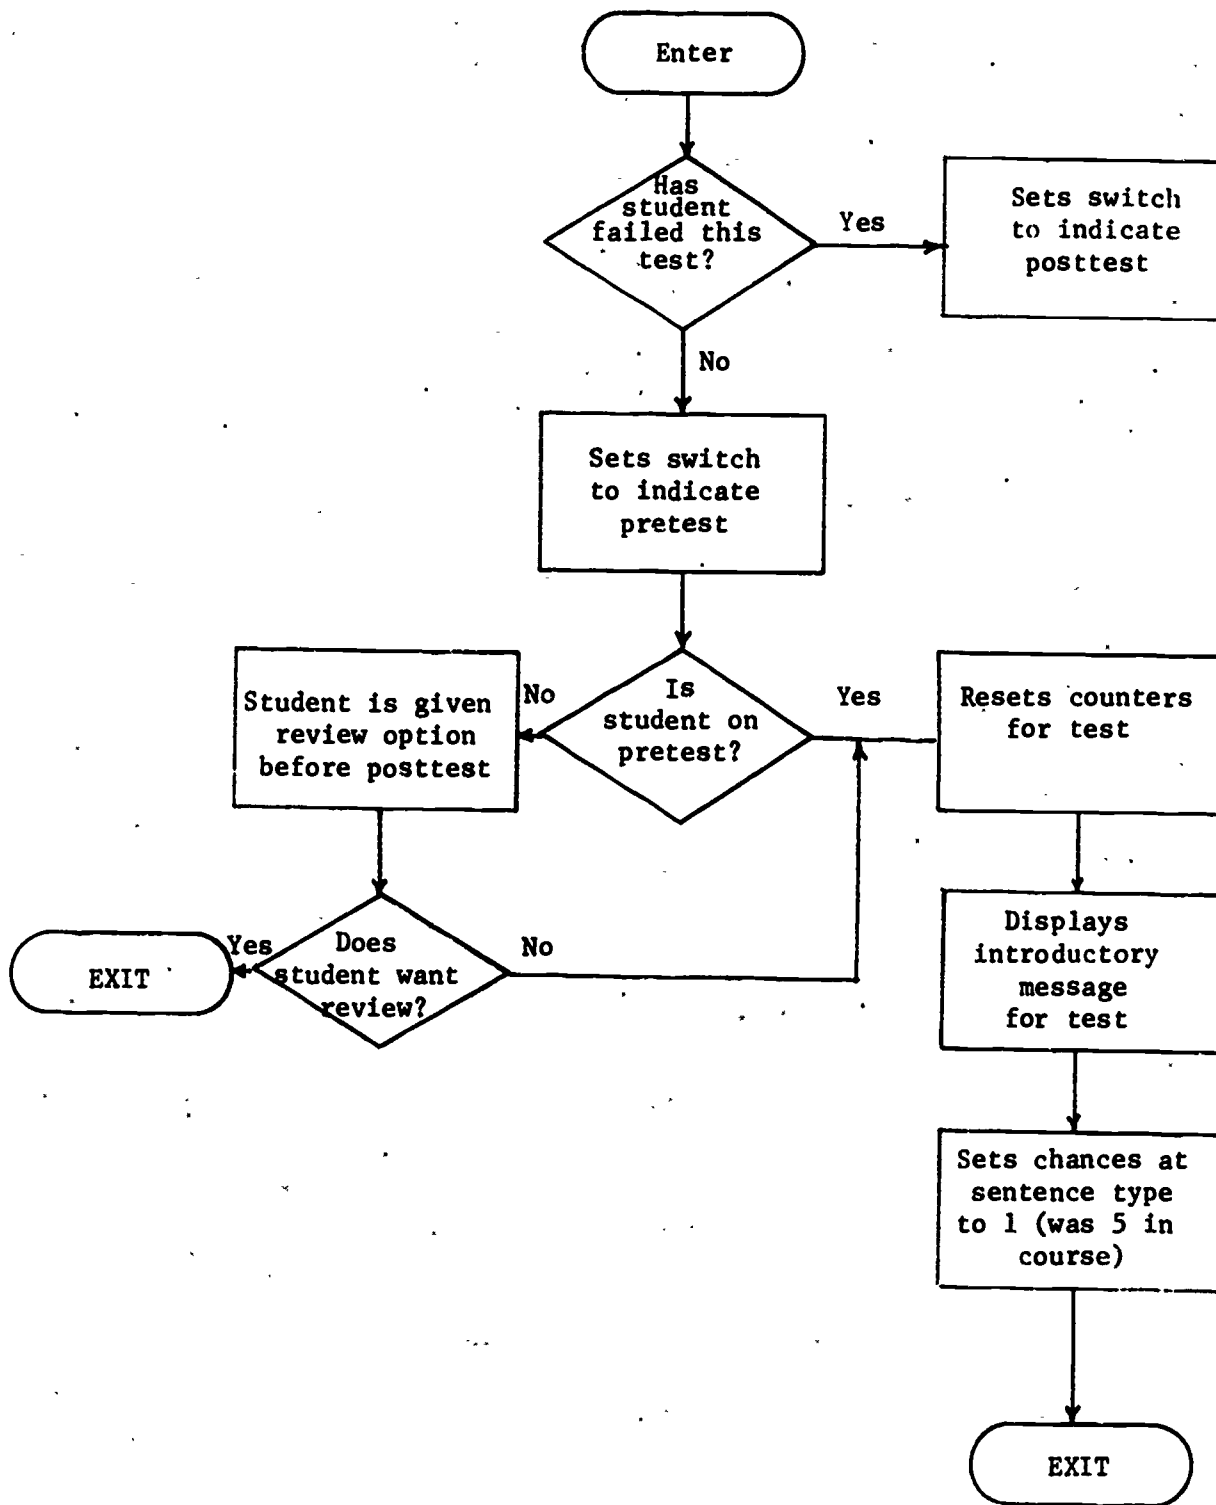 Enter
Has
student
failed this
test?
Yes
Sets switch
to indicate
posttest
No
Sets switch
to indicate
pretest
Is
student on
pretest?
No
Yes
Student is given
review option
before posttest
Resets counters
for test
Does
student want
review?
Yes
No
EXIT
Displays
introductory
message
for test
Sets chances at
sentence type
to 1 (was 5 in
course)
EXIT